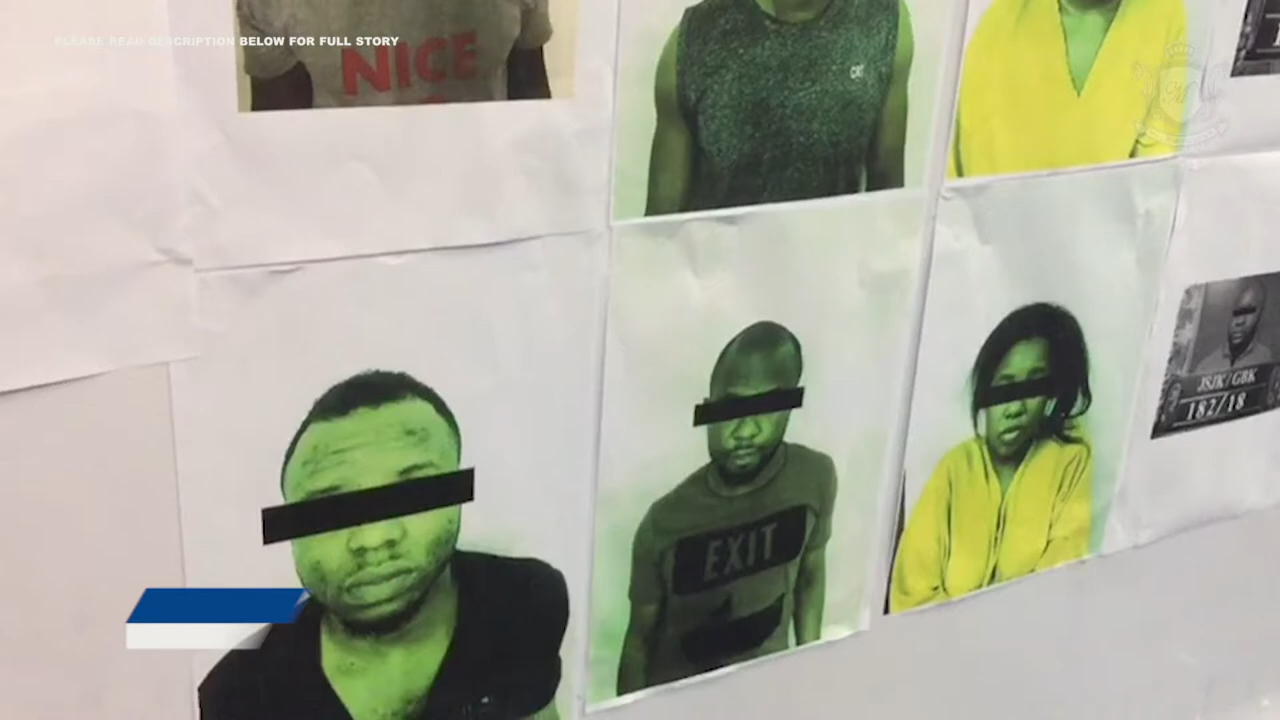 PLEASE READ DESCRIPTION BELOW FOR FULL STORY
NICE
EXIT
JSJK/GBK
182/18